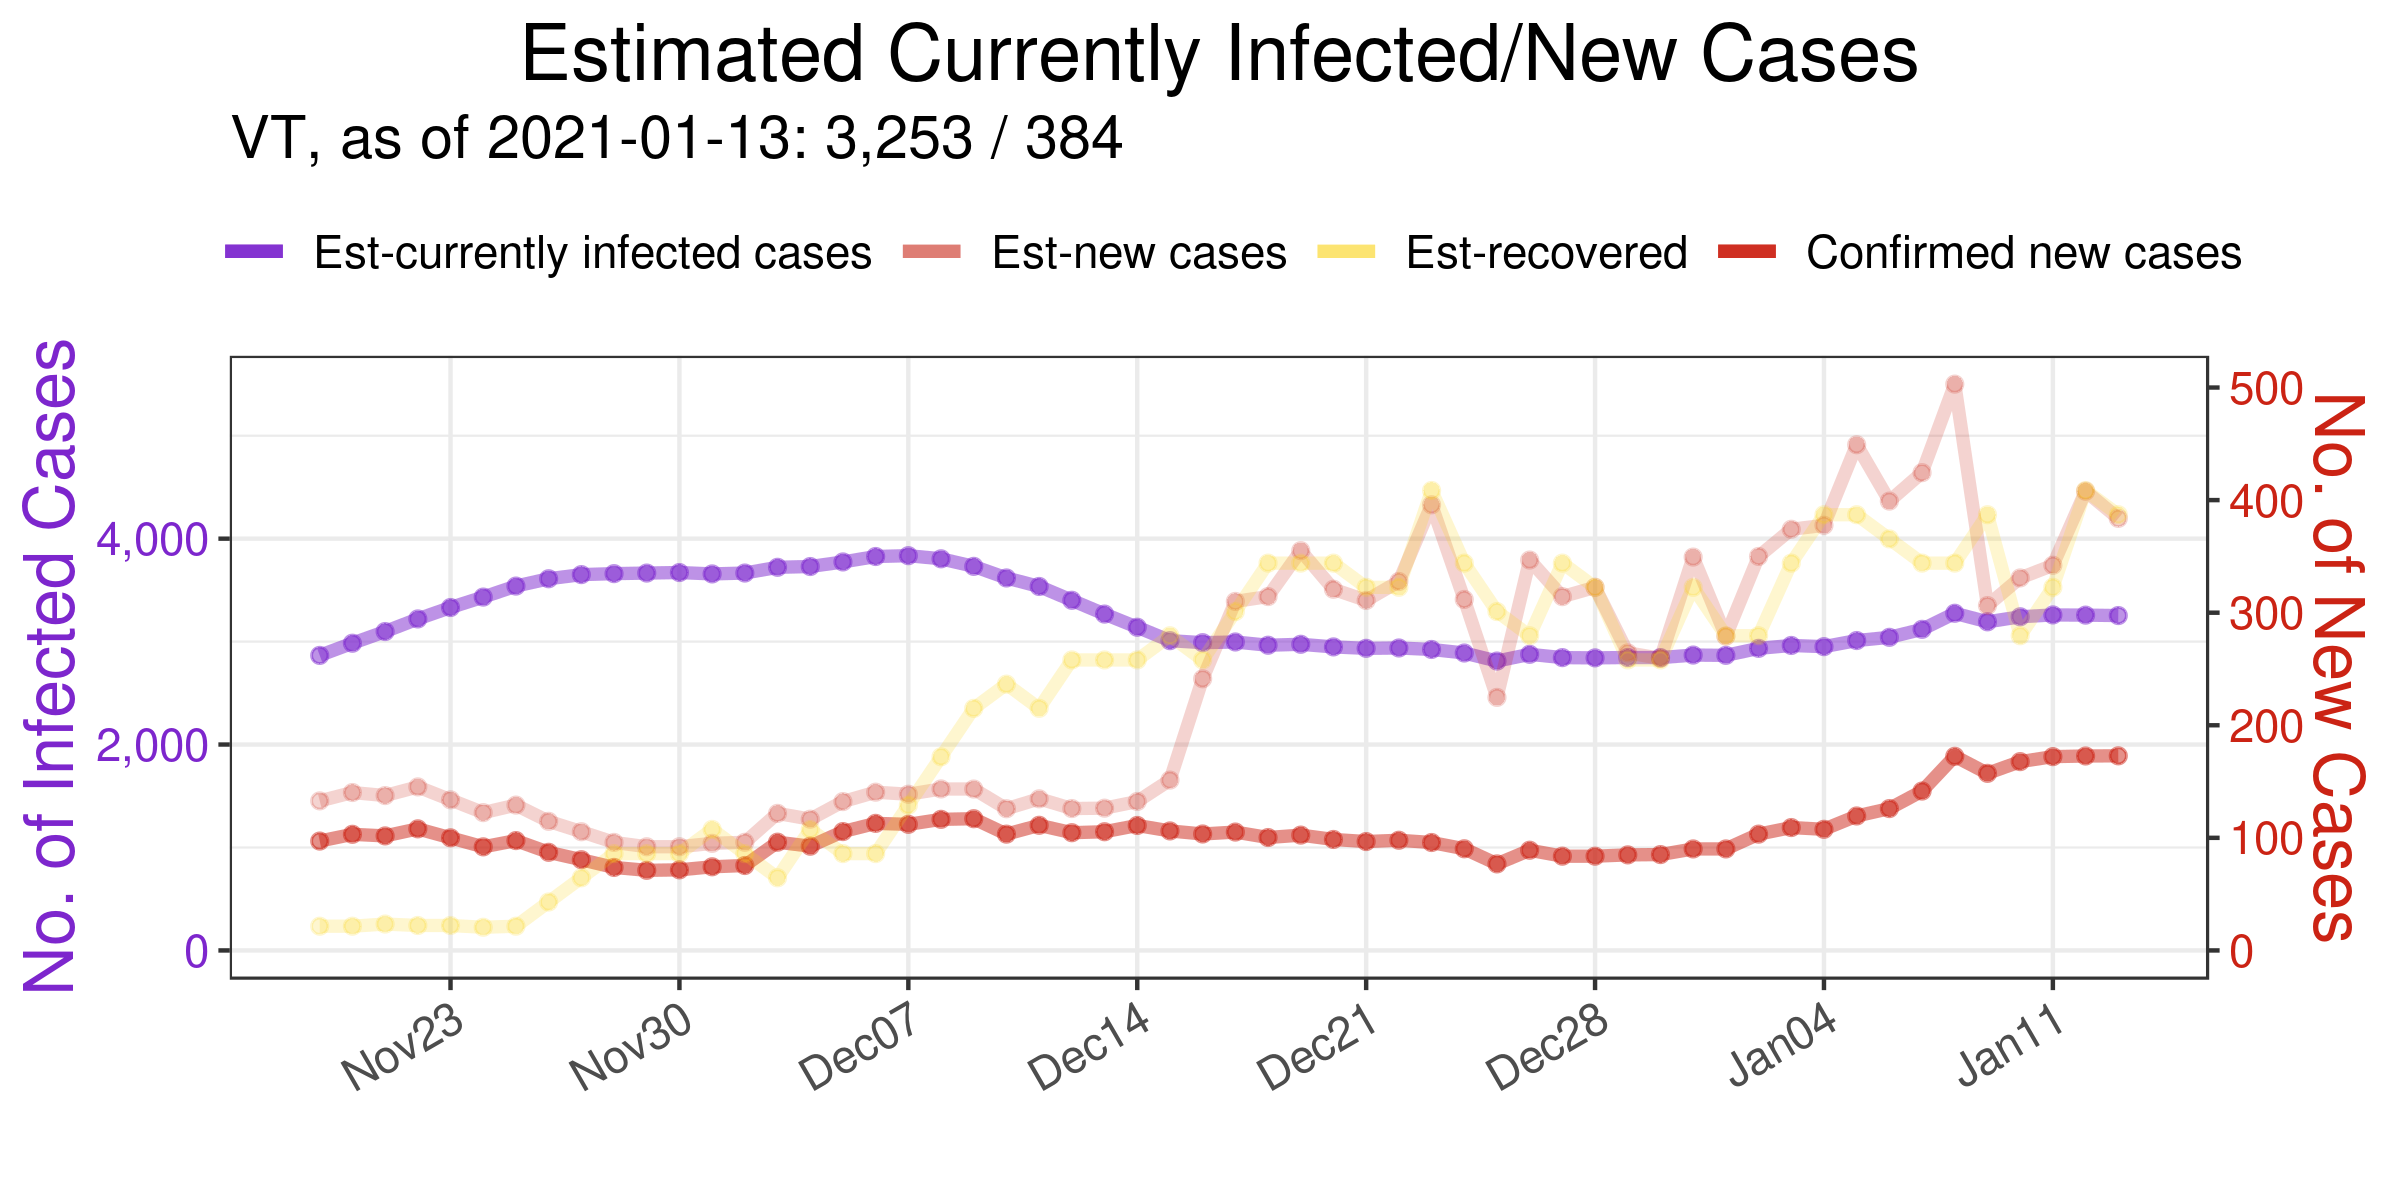 Estimated Currently Infected/New Cases
VT, as of 2021-01-13: 3,253 / 384
Est-currently infected cases Est-new cases Est-recovered Confirmed new cases
No. of Infected Cases
4,000
2,000
0
500
400
300
200
100
0
No. of New Cases
Nov23 Nov30 Dec07 Dec14 Dec21 Dec28 Jan04 Jan11